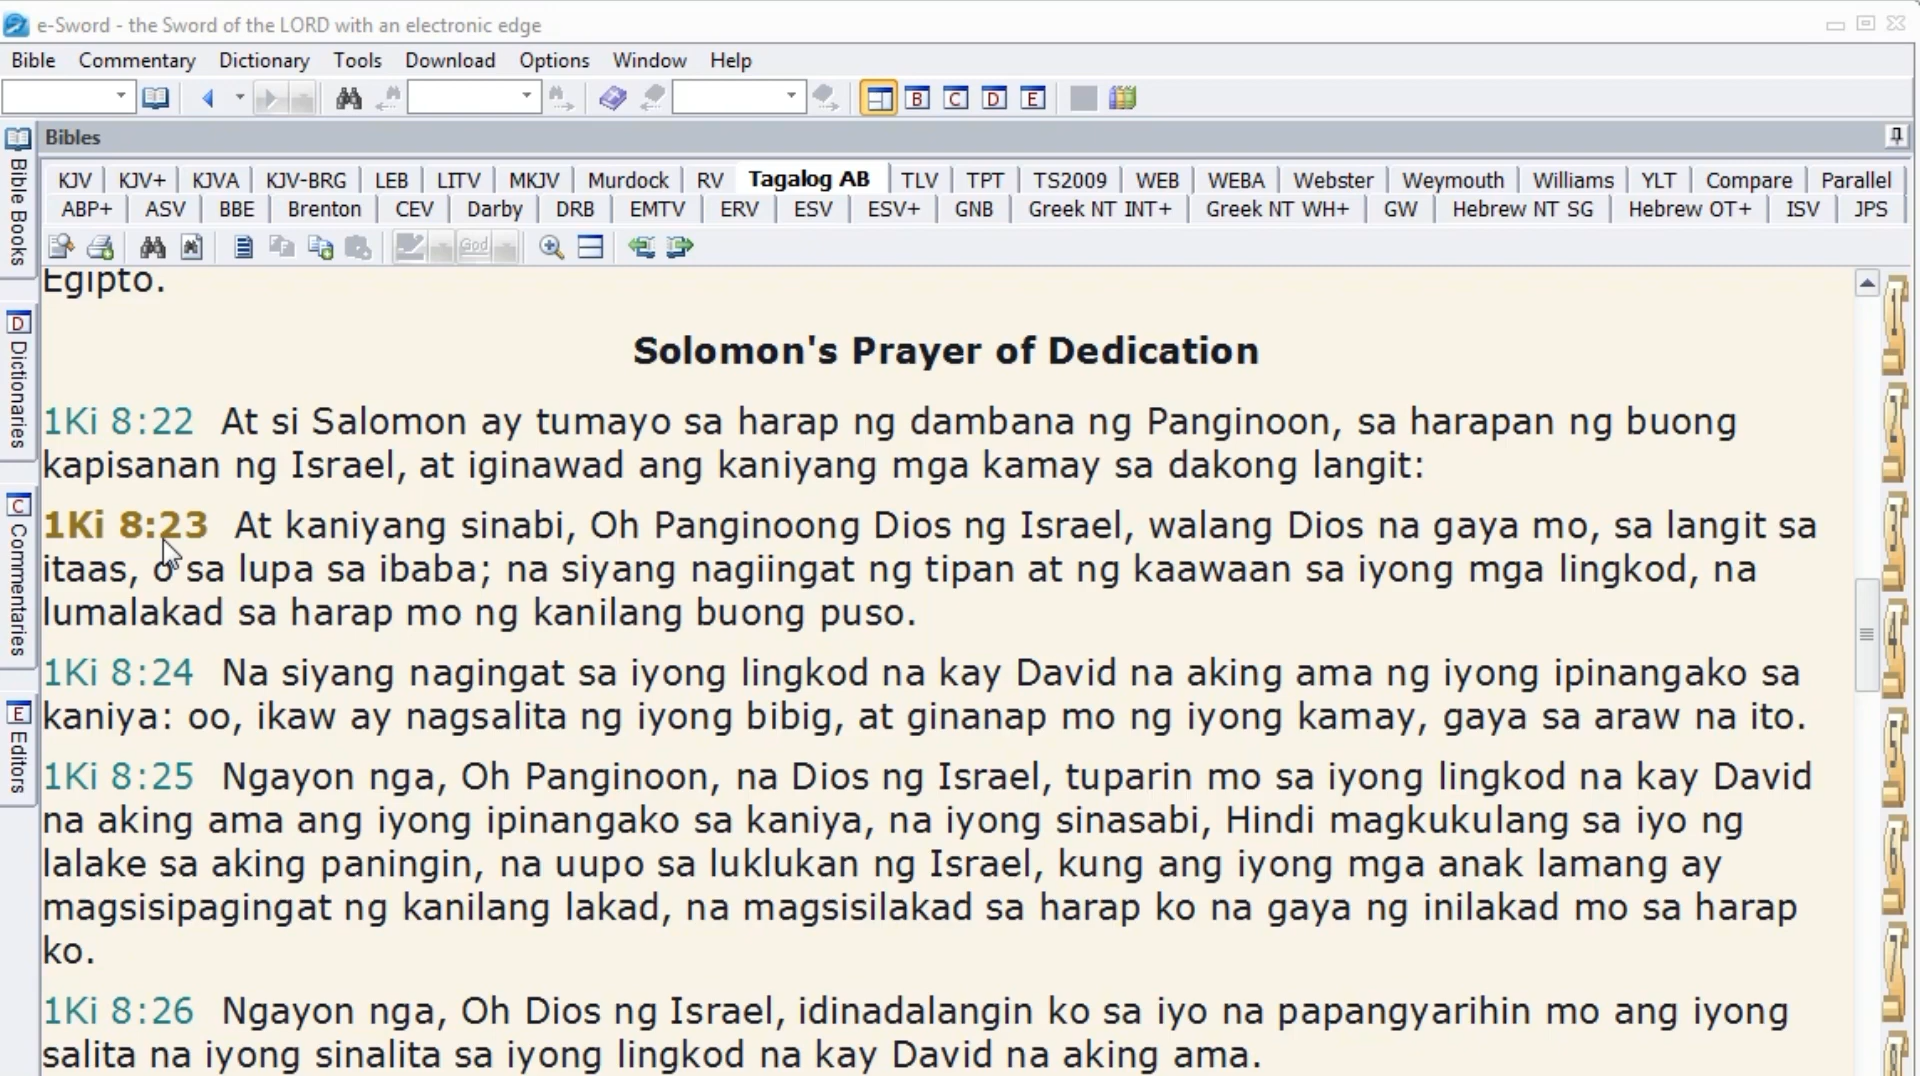 e-Sword - the Sword of the LORD with an electronic edge
Bible Commentary Dictionary Tools Download Options Window Help
B C D E
Bibles
KJV KJV+ KJVA KJV-BRG LEB LITV MKJV Murdock RV Tagalog AB TLV TPT TS2009 WEB WEBA Webster Weymouth Williams YLT Compare Parallel
ABP+ ASV BBE Brenton CEV Darby DRB EMTV ERV ESV ESV+ GNB Greek NT INT+ Greek NT WH+ GW Hebrew NT SG Hebrew OT+ ISV JPS
God
Bible Books
D Dictionaries
C Commentaries
E Editors
Egipto.
Solomon's Prayer of Dedication
1Ki 8:22 At si Salomon ay tumayo sa harap ng dambana ng Panginoon, sa harapan ng buong
kapisanan ng Israel, at iginawad ang kaniyang mga kamay sa dakong langit:
1Ki 8:23 At kaniyang sinabi, Oh Panginoong Dios ng Israel, walang Dios na gaya mo, sa langit sa
itaas, o sa lupa sa ibaba; na siyang nagiingat ng tipan at ng kaawaan sa iyong mga lingkod, na
lumalakad sa harap mo ng kanilang buong puso.
1Ki 8:24 Na siyang nagingat sa iyong lingkod na kay David na aking ama ng iyong ipinangako sa
kaniya: oo, ikaw ay nagsalita ng iyong bibig, at ginanap mo ng iyong kamay, gaya sa araw na ito.
1Ki 8:25 Ngayon nga, Oh Panginoon, na Dios ng Israel, tuparin mo sa iyong lingkod na kay David
na aking ama ang iyong ipinangako sa kaniya, na iyong sinasabi, Hindi magkukulang sa iyo ng
lalake sa aking paningin, na uupo sa luklukan ng Israel, kung ang iyong mga anak lamang ay
magsisipagingat ng kanilang lakad, na magsisilakad sa harap ko na gaya ng inilakad mo sa harap
ko.
1Ki 8:26 Ngayon nga, Oh Dios ng Israel, idinadalangin ko sa iyo na papangyarihin mo ang iyong
salita na iyong sinalita sa iyong lingkod na kay David na aking ama.
1
2
3
4
5
6
7
8